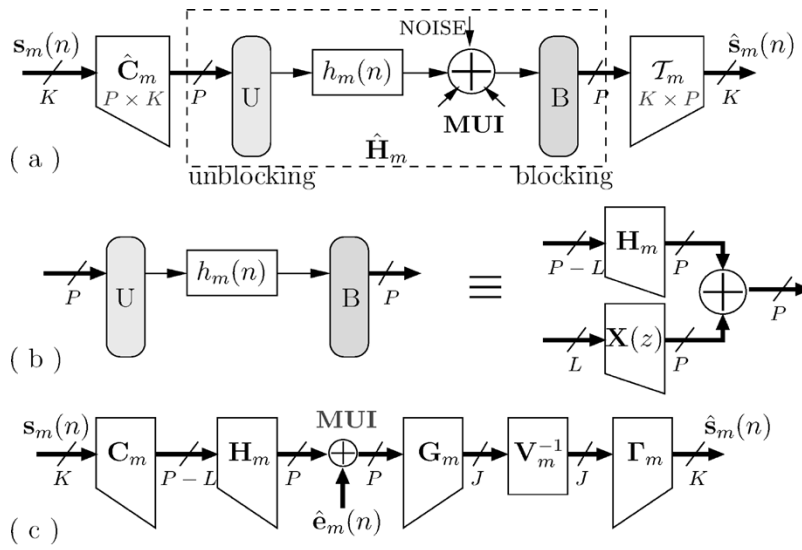 NOISE
s_m(n) Ĉ_m h_m(n) 𝒯_m ŝ_m(n)
K P × K P U B P K × P K
MUI
Ĥ_m
( a )
unblocking blocking
H_m
h_m(n) P − L P
P U B P ≡ P
X(z)
L P
( b )
s_m(n) MUI ŝ_m(n)
C_m H_m G_m V_m^{-1} Γ_m
K P − L P P J J K
ê_m(n)
( c )